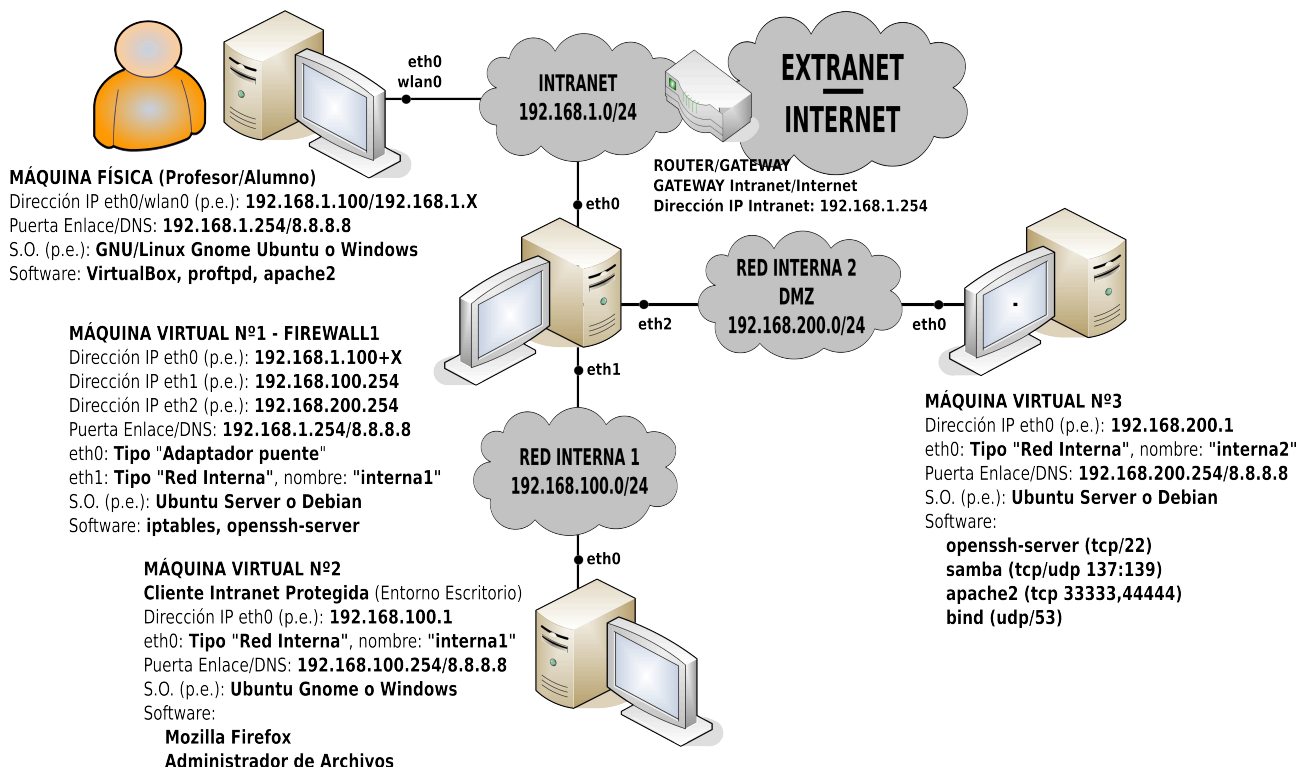 eth0
wlan0
INTRANET
192.168.1.0/24
EXTRANET
INTERNET
ROUTER/GATEWAY
GATEWAY Intranet/Internet
Dirección IP Intranet: 192.168.1.254
MÁQUINA FÍSICA (Profesor/Alumno)
Dirección IP eth0/wlan0 (p.e.): 192.168.1.100/192.168.1.X
Puerta Enlace/DNS: 192.168.1.254/8.8.8.8
S.O. (p.e.): GNU/Linux Gnome Ubuntu o Windows
Software: VirtualBox, proftpd, apache2
eth0
eth2
RED INTERNA 2
DMZ
192.168.200.0/24
eth0
eth1
MÁQUINA VIRTUAL Nº1 - FIREWALL1
Dirección IP eth0 (p.e.): 192.168.1.100+X
Dirección IP eth1 (p.e.): 192.168.100.254
Dirección IP eth2 (p.e.): 192.168.200.254
Puerta Enlace/DNS: 192.168.1.254/8.8.8.8
eth0: Tipo "Adaptador puente"
eth1: Tipo "Red Interna", nombre: "interna1"
S.O. (p.e.): Ubuntu Server o Debian
Software: iptables, openssh-server
MÁQUINA VIRTUAL Nº3
Dirección IP eth0 (p.e.): 192.168.200.1
eth0: Tipo "Red Interna", nombre: "interna2"
Puerta Enlace/DNS: 192.168.200.254/8.8.8.8
S.O. (p.e.): Ubuntu Server o Debian
Software:
openssh-server (tcp/22)
samba (tcp/udp 137:139)
apache2 (tcp 33333,44444)
bind (udp/53)
RED INTERNA 1
192.168.100.0/24
eth0
MÁQUINA VIRTUAL Nº2
Cliente Intranet Protegida (Entorno Escritorio)
Dirección IP eth0 (p.e.): 192.168.100.1
eth0: Tipo "Red Interna", nombre: "interna1"
Puerta Enlace/DNS: 192.168.100.254/8.8.8.8
S.O. (p.e.): Ubuntu Gnome o Windows
Software:
Mozilla Firefox
Administrador de Archivos